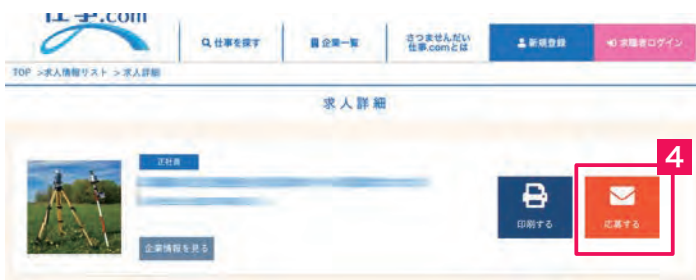 仕事.com
仕事を探す
企業一覧
さつませんだい
仕事.comとは
新規登録
求職者ログイン
TOP >求人情報リスト >求人詳細
求人詳細
4
正社員
印刷する
応募する
企業情報を見る